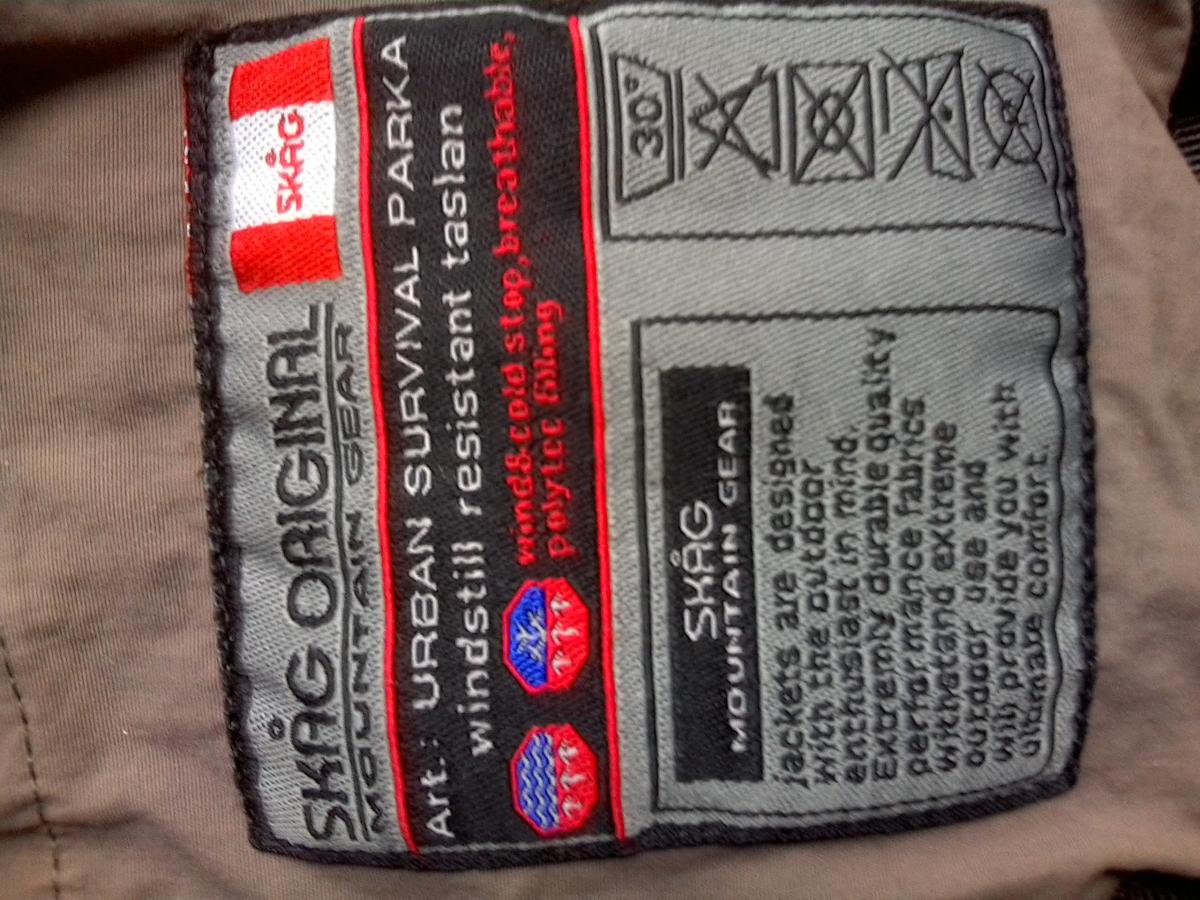 SKÅG ORIGINAL
MOUNTAIN GEAR
SKÅG
Art.: URBAN SURVIVAL PARKA
windstill resistant taslan
wind&cold stop,breathable,
polytec filling
30°
SKÅG
MOUNTAIN GEAR
jackets are designed
with the outdoor
enthusiast in mind.
Extremly durable quality
performance fabrics
withstand extreme
outdoor use and
will provide you with
ultimate comfort